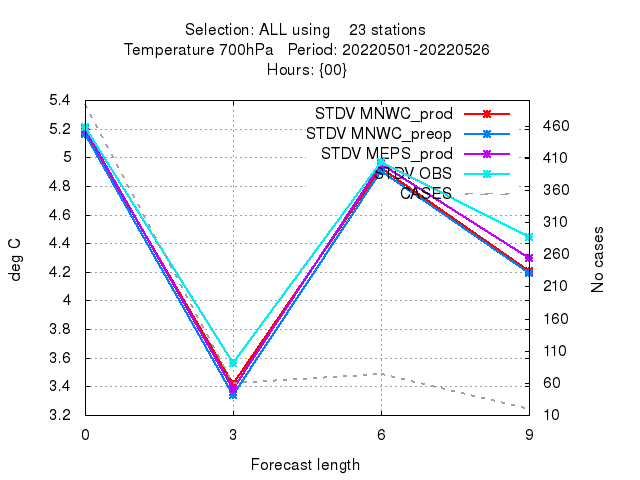 Selection: ALL using    23 stations
Temperature 700hPa   Period: 20220501-20220526
Hours: {00}
5.4
5.2
5
4.8
4.6
4.4
4.2
4
3.8
3.6
3.4
3.2
deg C
STDV MNWC_prod
STDV MNWC_preop
STDV MEPS_prod
STDV OBS
CASES
460
410
360
310
260
210
160
110
60
10
No cases
0 3 6 9
Forecast length